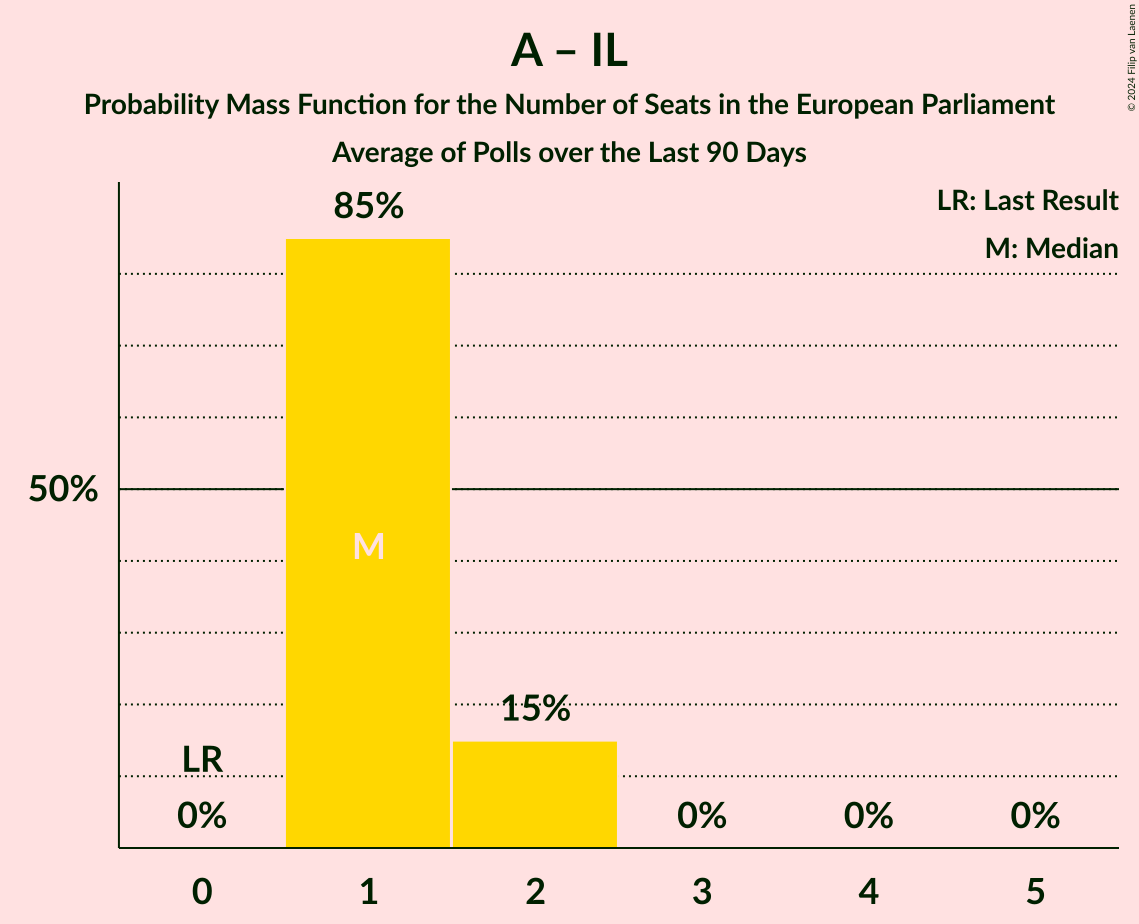 A – IL
Probability Mass Function for the Number of Seats in the European Parliament
Average of Polls over the Last 90 Days
© 2024 Filip van Laenen
LR: Last Result
M: Median
85%
50%
M
15%
LR
0%
0%
0%
0%
0
1
2
3
4
5